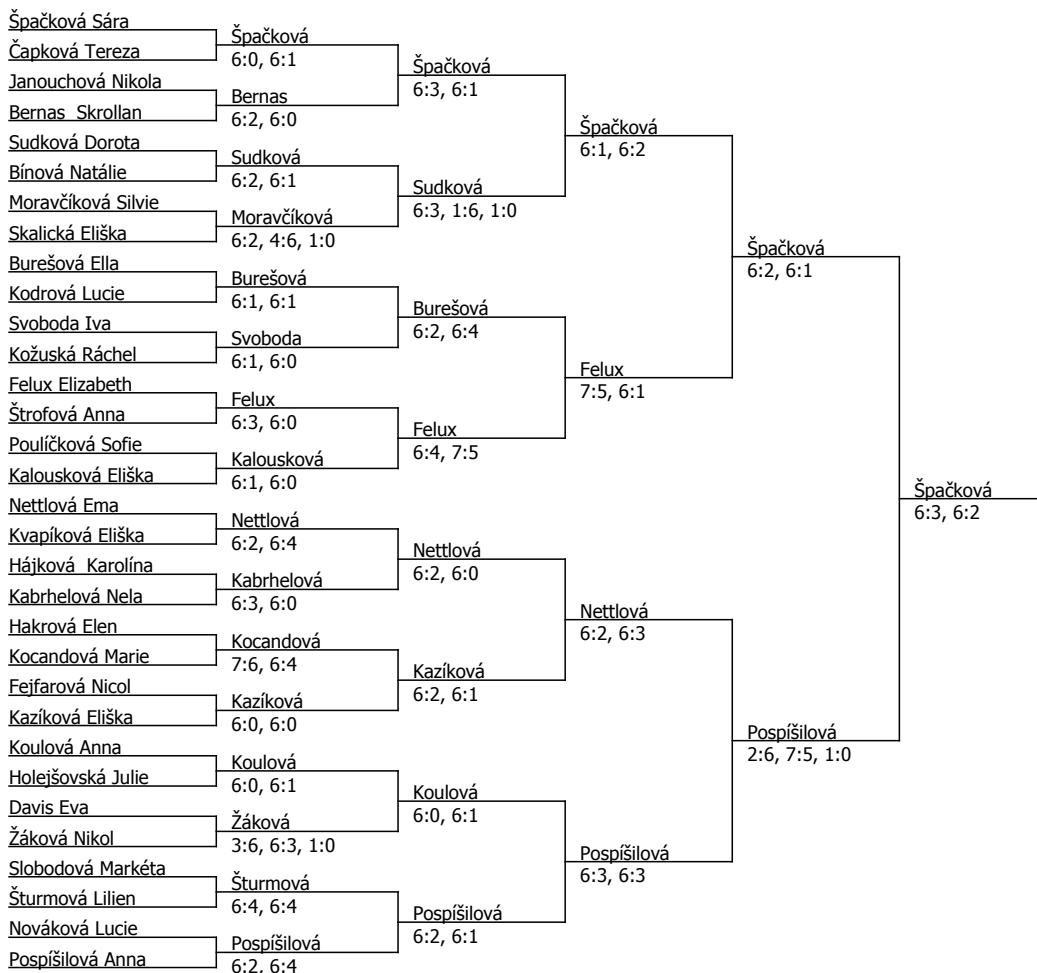 Špačková Sára
Čapková Tereza
Janouchová Nikola
Bernas  Skrollan
Sudková Dorota
Bínová Natálie
Moravčíková Silvie
Skalická Eliška
Burešová Ella
Kodrová Lucie
Svoboda Iva
Kožuská Ráchel
Felux Elizabeth
Štrofová Anna
Poulíčková Sofie
Kalousková Eliška
Nettlová Ema
Kvapíková Eliška
Hájková  Karolína
Kabrhelová Nela
Hakrová Elen
Kocandová Marie
Fejfarová Nicol
Kazíková Eliška
Koulová Anna
Holejšovská Julie
Davis Eva
Žáková Nikol
Slobodová Markéta
Šturmová Lilien
Nováková Lucie
Pospíšilová Anna
Špačková
6:0, 6:1
Bernas
6:2, 6:0
Sudková
6:2, 6:1
Moravčíková
6:2, 4:6, 1:0
Burešová
6:1, 6:1
Svoboda
6:1, 6:0
Felux
6:3, 6:0
Kalousková
6:1, 6:0
Nettlová
6:2, 6:4
Kabrhelová
6:3, 6:0
Kocandová
7:6, 6:4
Kazíková
6:0, 6:0
Koulová
6:0, 6:1
Žáková
3:6, 6:3, 1:0
Šturmová
6:4, 6:4
Pospíšilová
6:2, 6:4
Špačková
6:3, 6:1
Sudková
6:3, 1:6, 1:0
Burešová
6:2, 6:4
Felux
6:4, 7:5
Nettlová
6:2, 6:0
Kazíková
6:2, 6:1
Koulová
6:0, 6:1
Pospíšilová
6:2, 6:1
Špačková
6:1, 6:2
Felux
7:5, 6:1
Nettlová
6:2, 6:3
Pospíšilová
6:3, 6:3
Špačková
6:2, 6:1
Pospíšilová
2:6, 7:5, 1:0
Špačková
6:3, 6:2